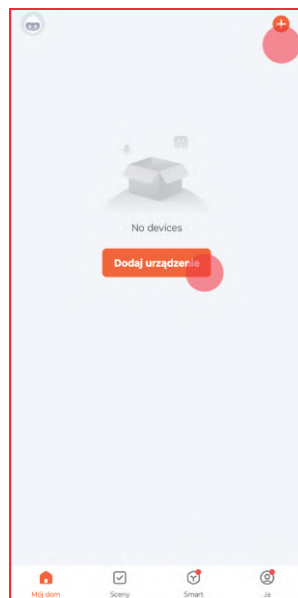 No devices
Dodaj urządzenie
Mój dom
Sceny
Smart
Ja